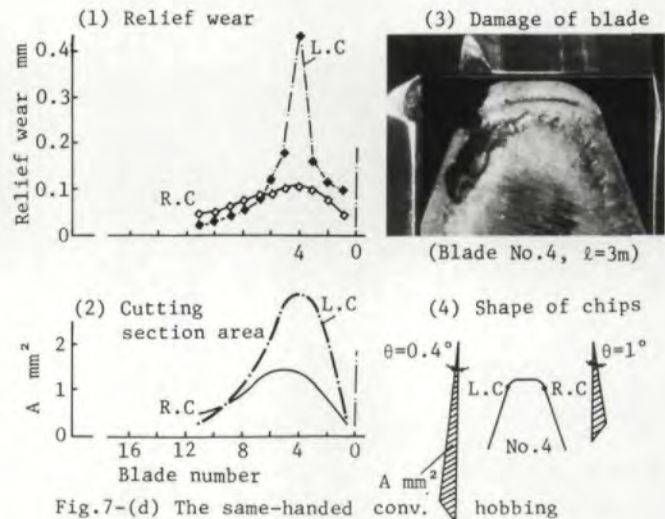 (1) Relief wear
Relief wear mm
0.4
0.3
0.2
0.1
0
L.C
R.C
4
0
(2) Cutting
section area
A mm²
2
1
0
L.C
R.C
16
12
8
4
0
Blade number
(3) Damage of blade
(Blade No.4, ℓ=3m)
(4) Shape of chips
θ=0.4°
θ=1°
L.C
R.C
No.4
A mm²
Fig.7-(d) The same-handed conv. hobbing